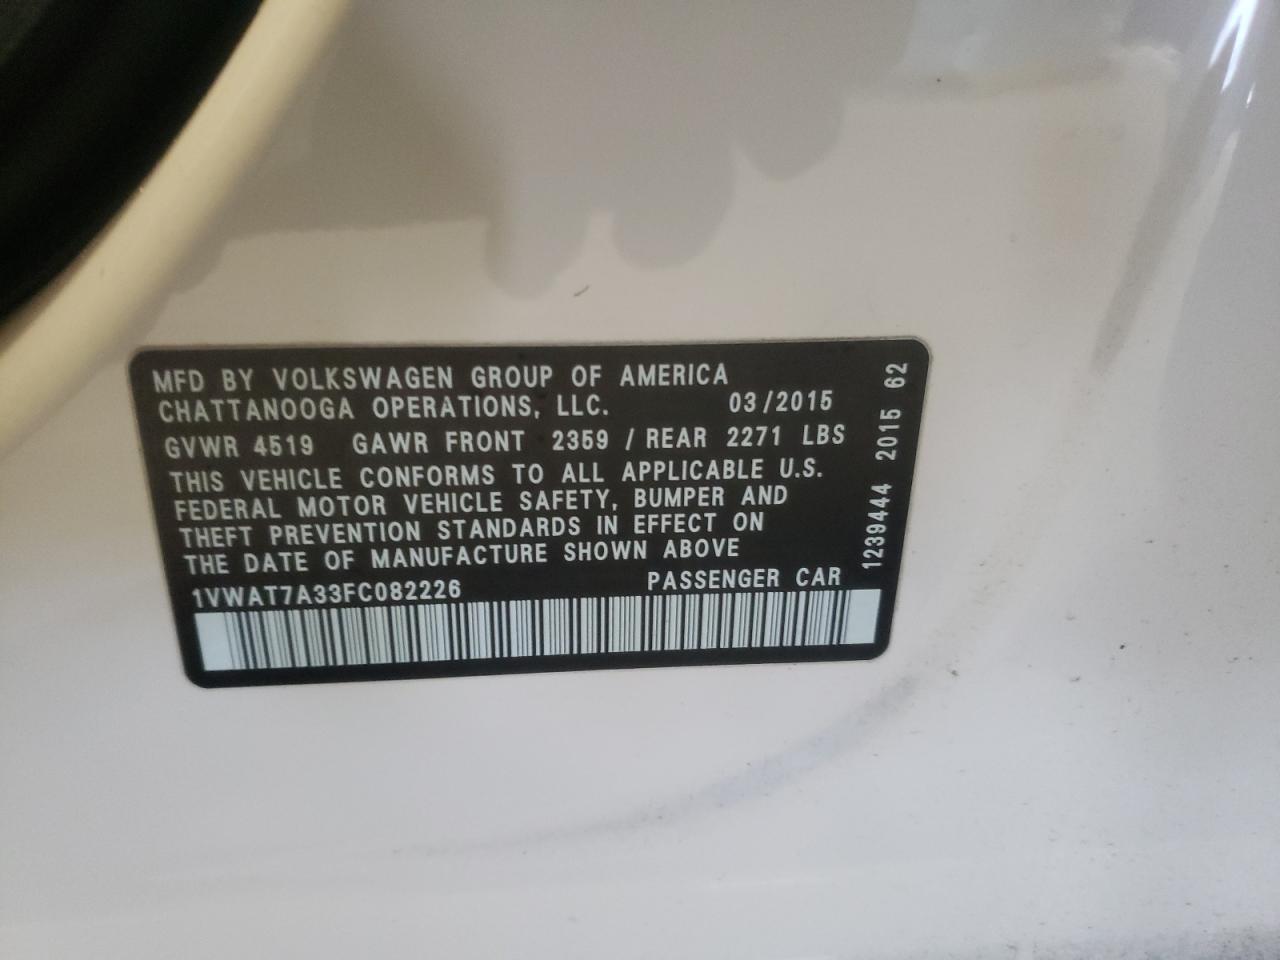 MFD BY VOLKSWAGEN GROUP OF AMERICA
CHATTANOOGA OPERATIONS, LLC. 03/2015
GVWR 4519 GAWR FRONT 2359 / REAR 2271 LBS
THIS VEHICLE CONFORMS TO ALL APPLICABLE U.S.
FEDERAL MOTOR VEHICLE SAFETY, BUMPER AND
THEFT PREVENTION STANDARDS IN EFFECT ON
THE DATE OF MANUFACTURE SHOWN ABOVE
1VWAT7A33FC082226 PASSENGER CAR
1239444 2015 62